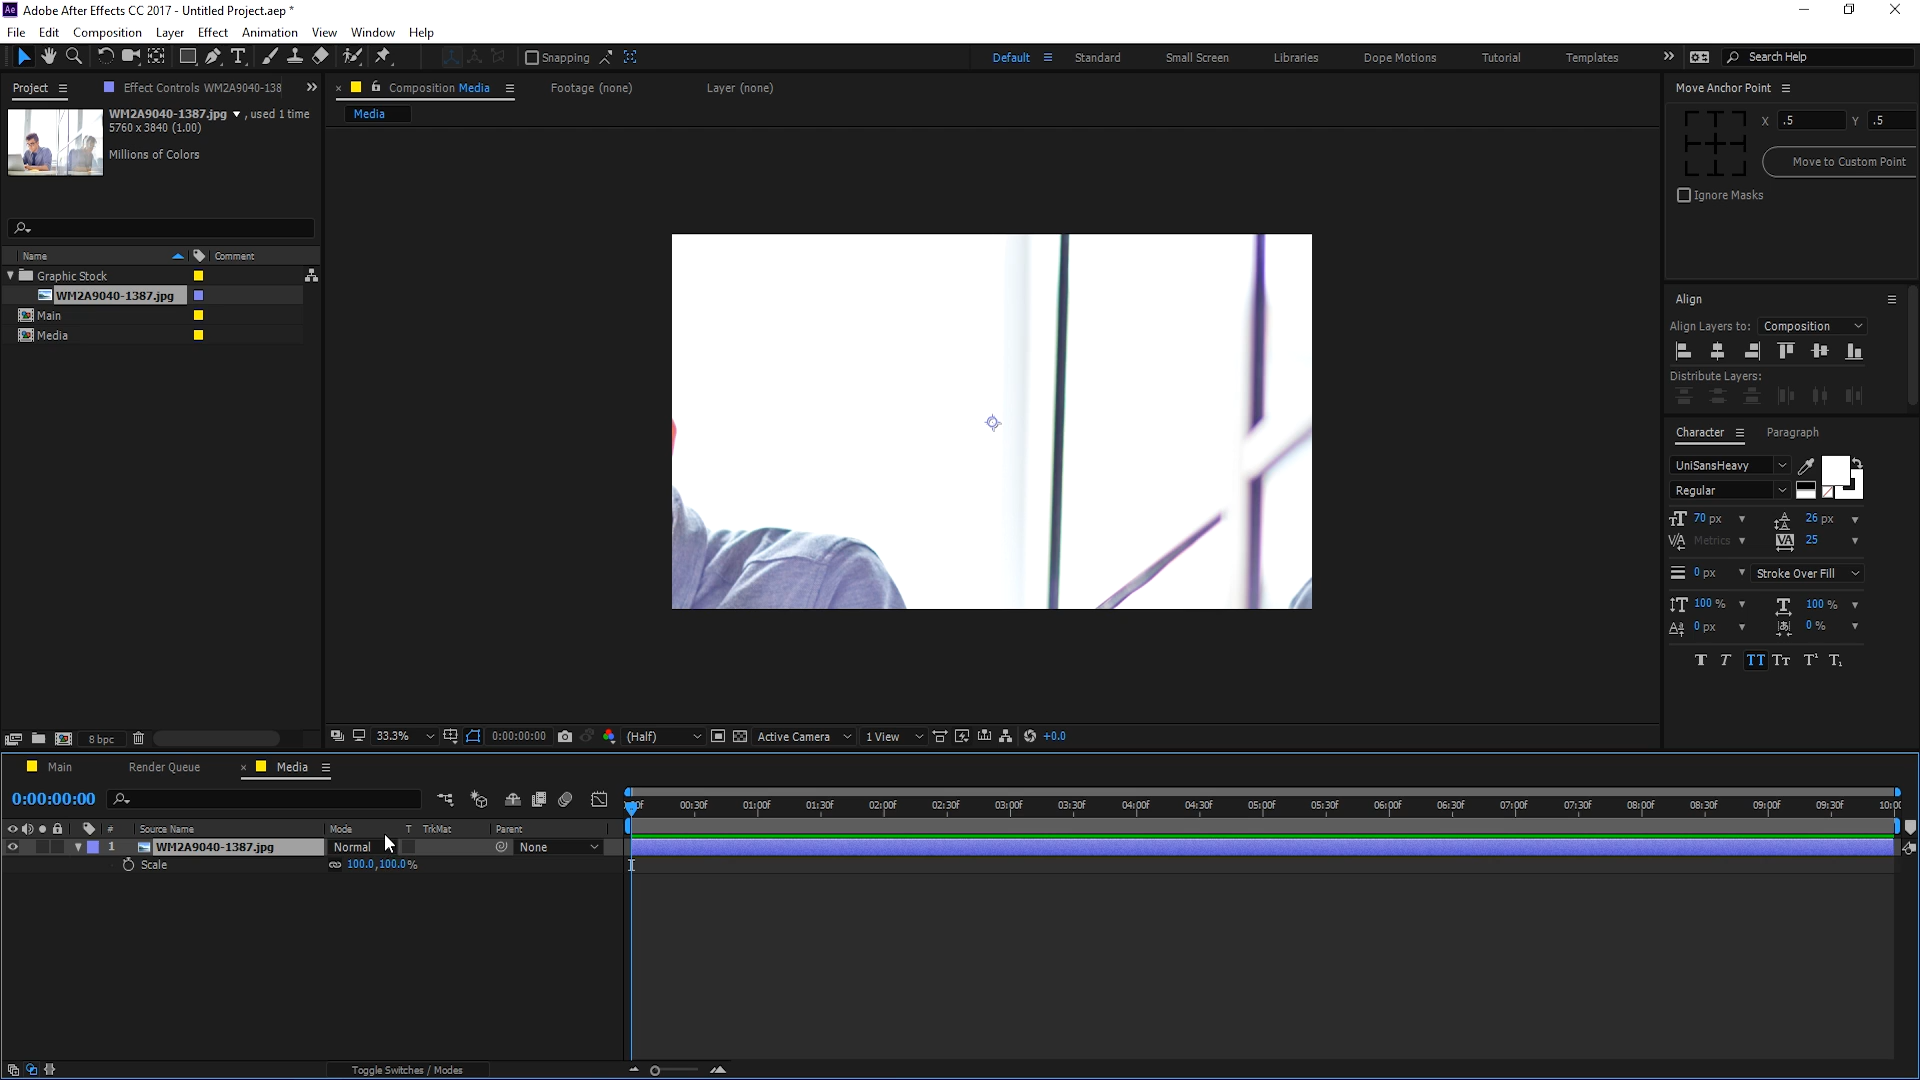 Ae Adobe After Effects CC 2017 - Untitled Project.aep *
File Edit Composition Layer Effect Animation View Window Help
Snapping Default Standard Small Screen Libraries Dope Motions Tutorial Templates Search Help
Project Effect Controls WM2A9040-138
WM2A9040-1387.jpg , used 1 time
5760 x 3840 (1.00)
Millions of Colors
Name Comment
Graphic Stock
WM2A9040-1387.jpg
Main
Media
8 bpc
Composition Media Footage (none) Layer (none)
Media
33.3% 0:00:00:00 (Half) Active Camera 1 View +0.0
Move Anchor Point
X .5 Y .5
Move to Custom Point
Ignore Masks
Align
Align Layers to: Composition
Distribute Layers:
Character Paragraph
UniSansHeavy
Regular
70 px 26 px
Metrics 25
0 px Stroke Over Fill
100 % 100 %
0 px 0 %
T T TT Tt T¹ T₁
Main Render Queue Media
0:00:00:00
00:30f 01:00f 01:30f 02:00f 02:30f 03:00f 03:30f 04:00f 04:30f 05:00f 05:30f 06:00f 06:30f 07:00f 07:30f 08:00f 08:30f 09:00f 09:30f
# Source Name Mode T TrkMat Parent
1 WM2A9040-1387.jpg Normal None
Scale 100.0,100.0%
Toggle Switches / Modes